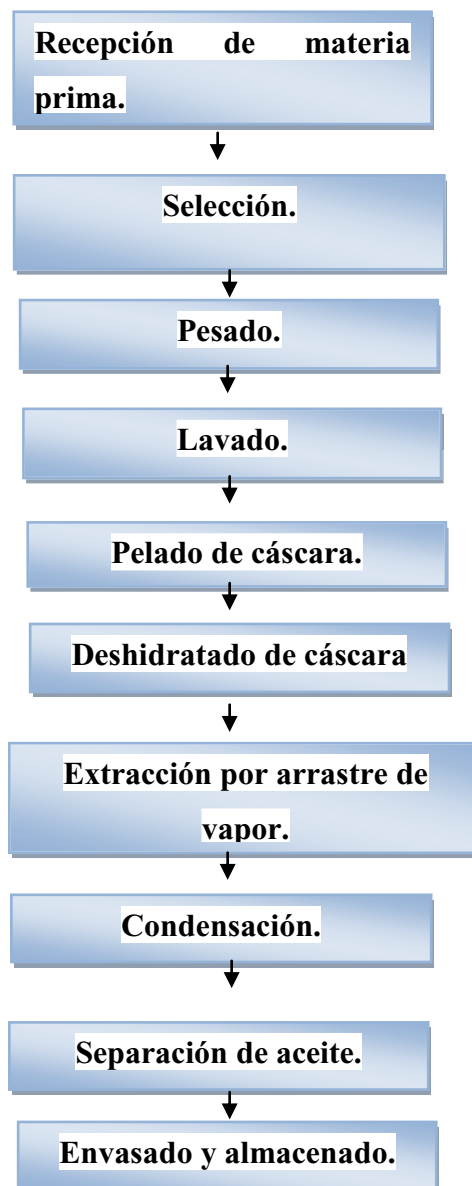 Recepción de materia
prima.
Selección.
Pesado.
Lavado.
Pelado de cáscara.
Deshidratado de cáscara
Extracción por arrastre de
vapor.
Condensación.
Separación de aceite.
Envasado y almacenado.